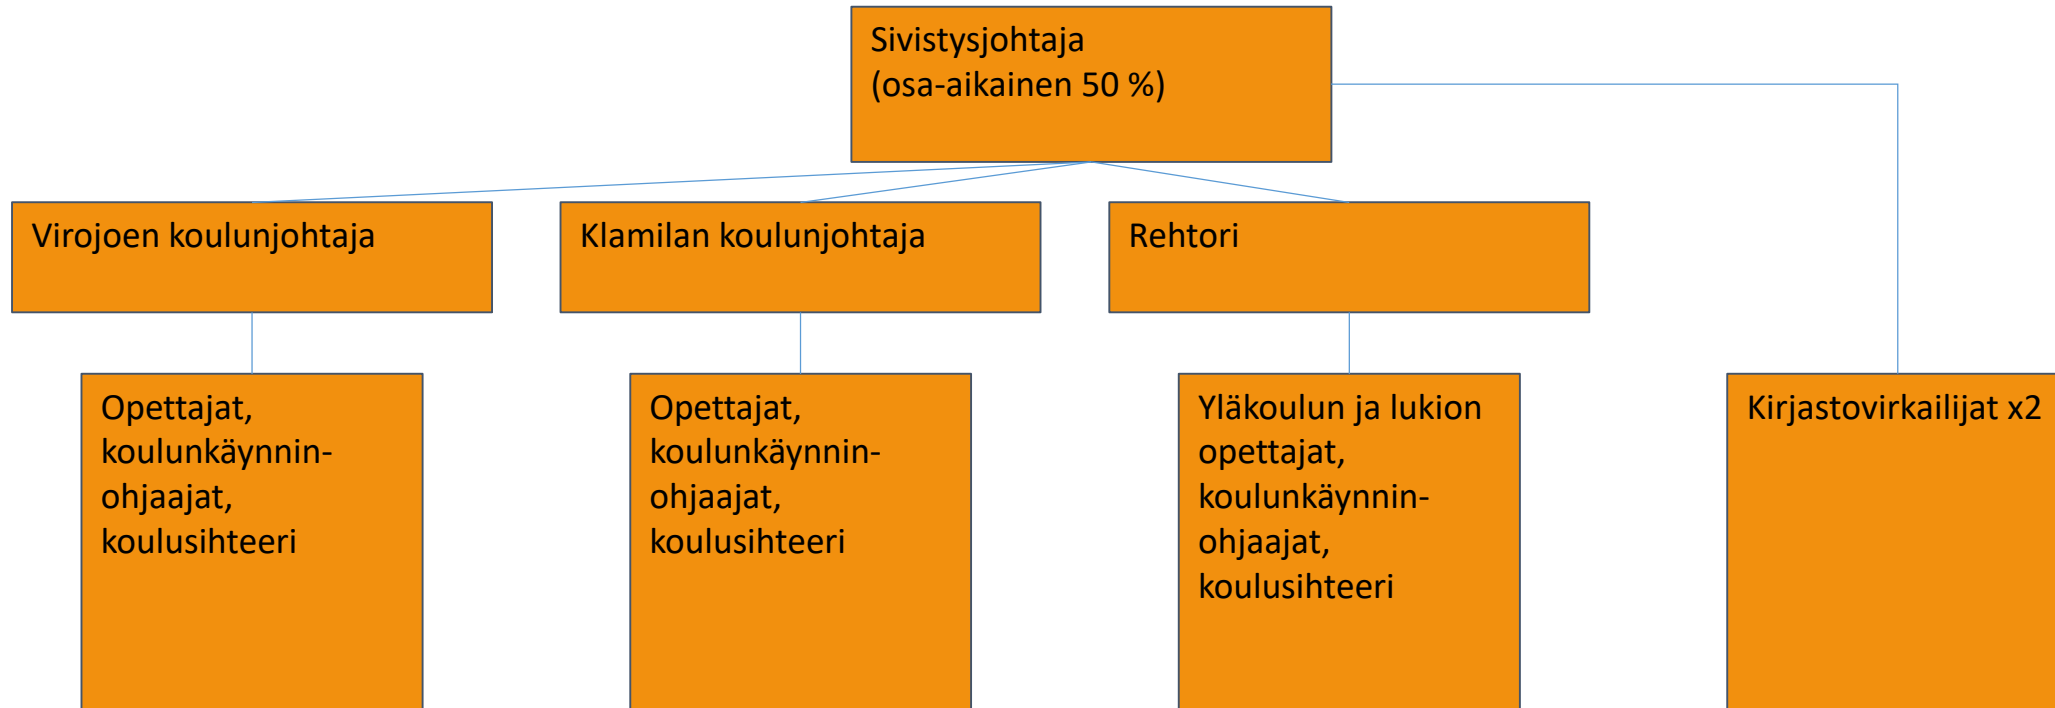 Sivistysjohtaja
(osa-aikainen 50 %)
Virojoen koulunjohtaja
Klamilan koulunjohtaja
Rehtori
Opettajat,
koulunkäynnin-
ohjaajat,
koulusihteeri
Opettajat,
koulunkäynnin-
ohjaajat,
koulusihteeri
Yläkoulun ja lukion
opettajat,
koulunkäynnin-
ohjaajat,
koulusihteeri
Kirjastovirkailijat x2